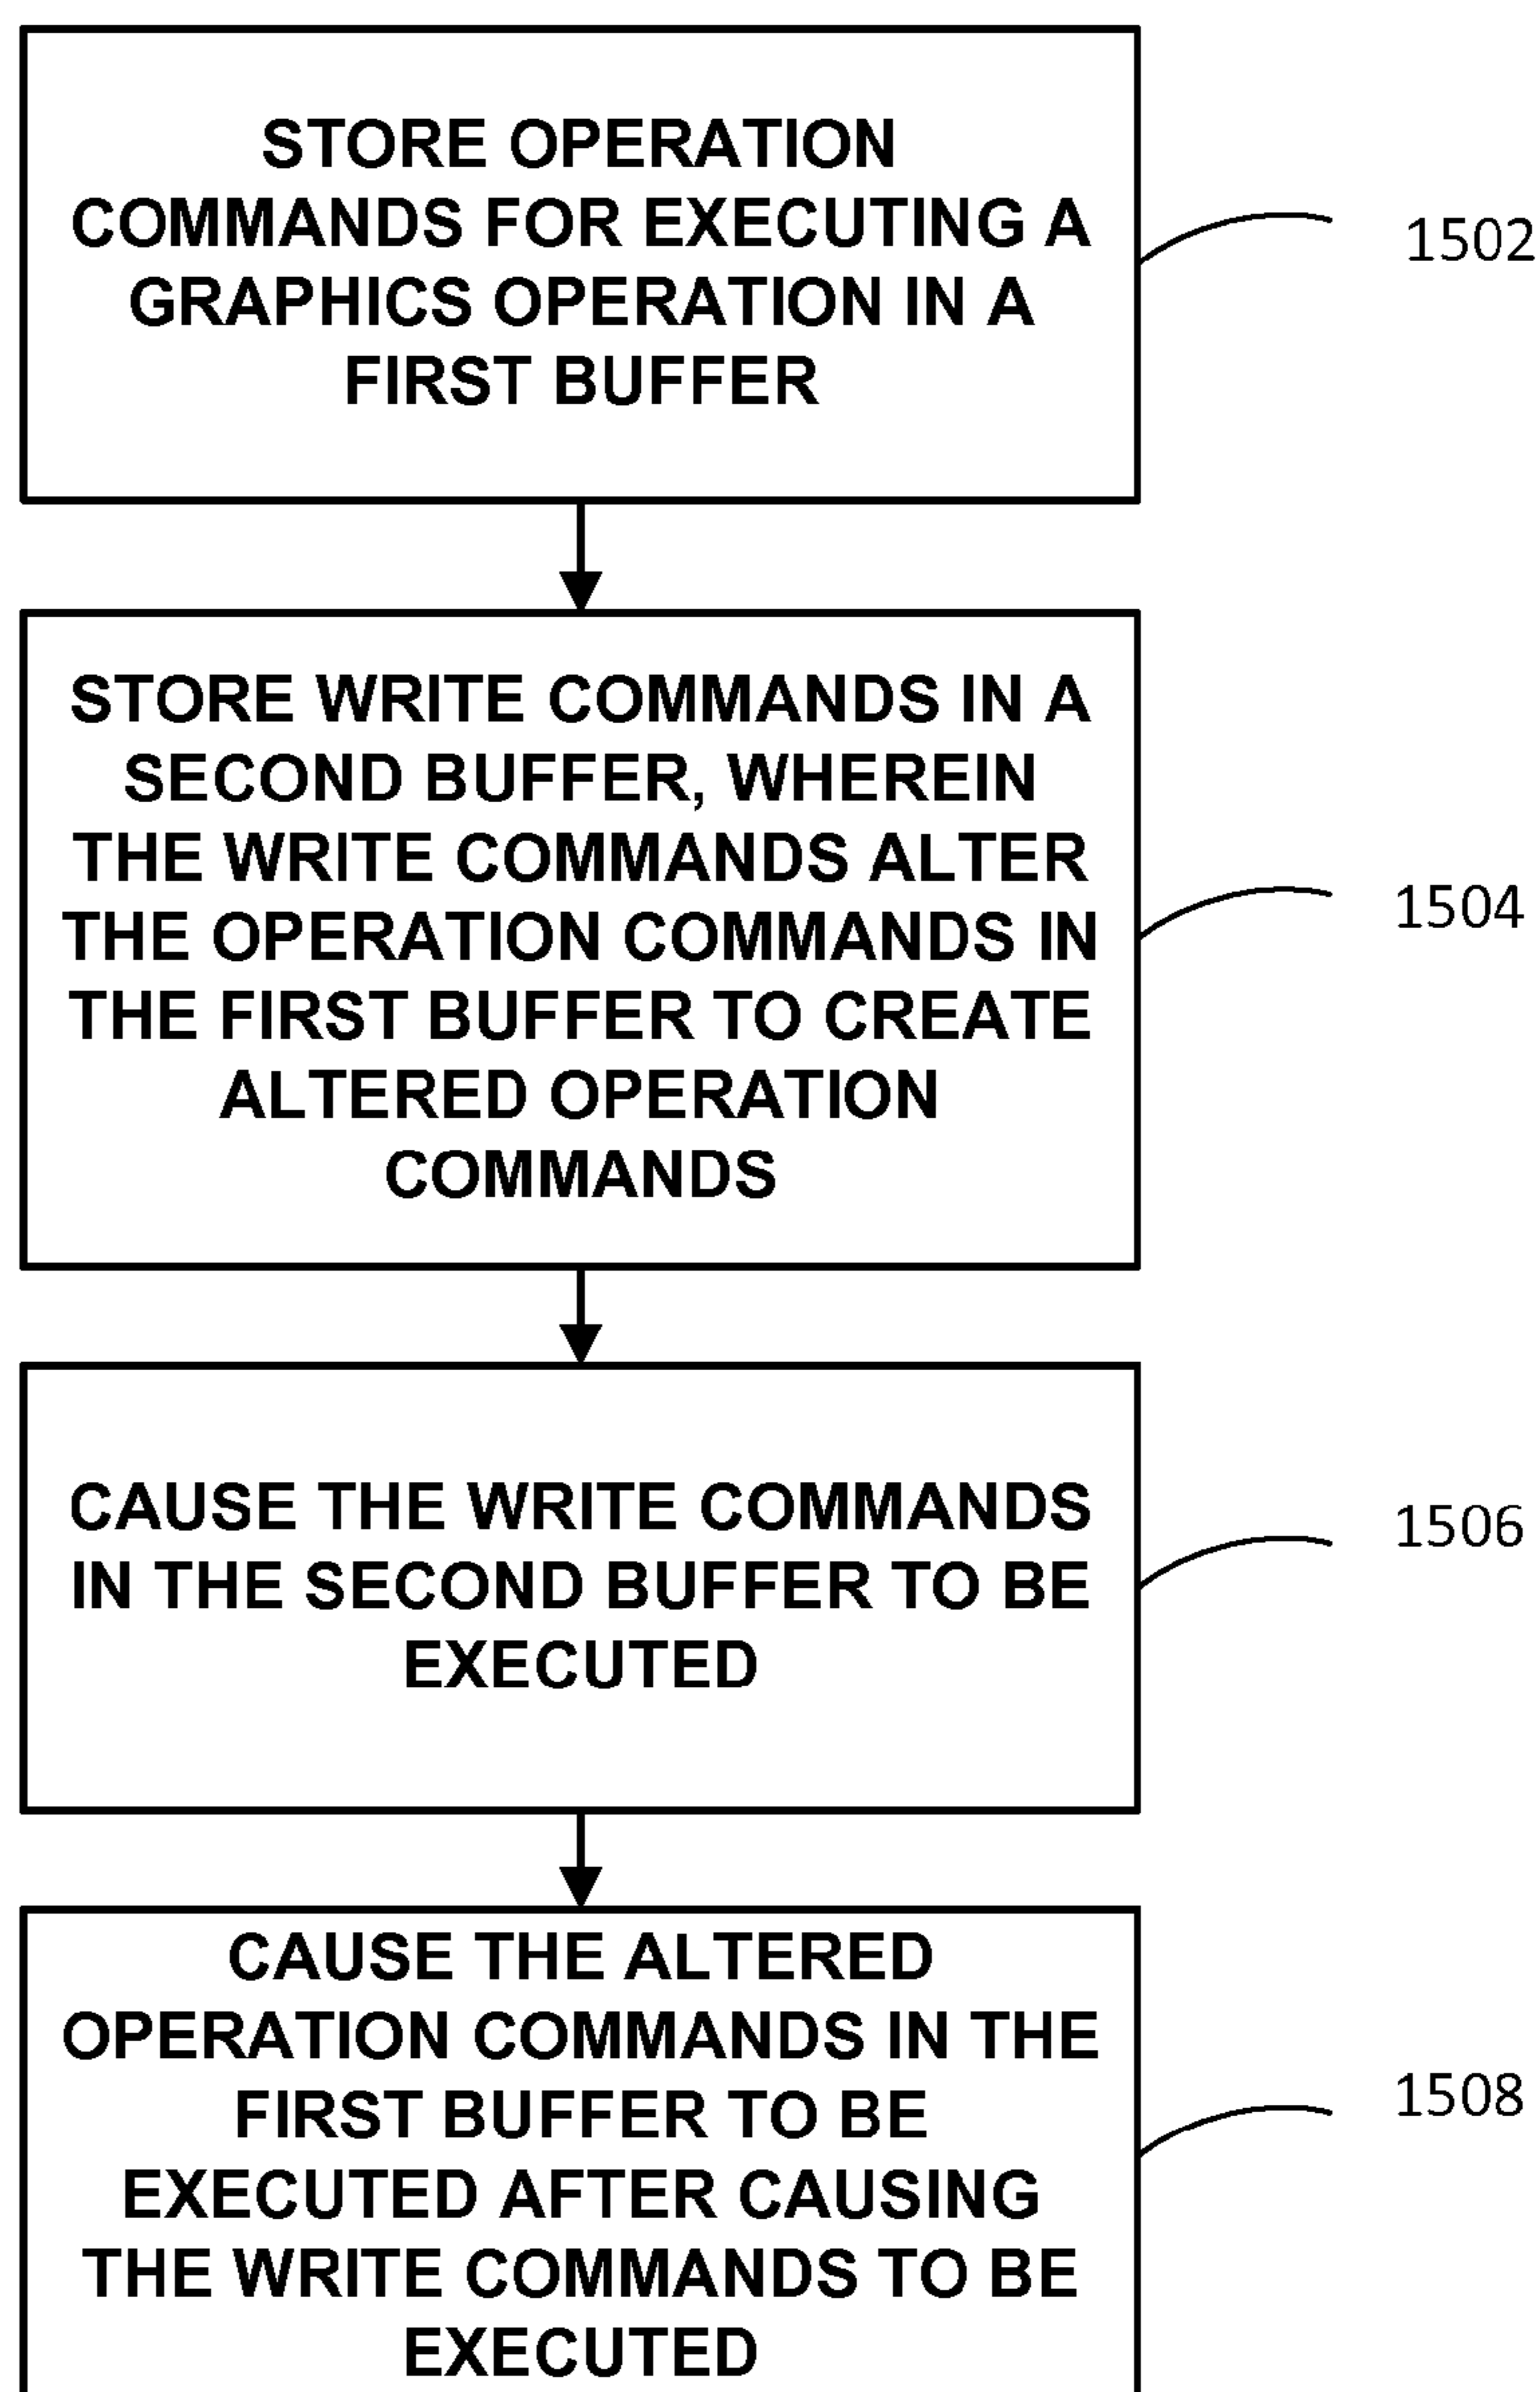 STORE OPERATION
COMMANDS FOR EXECUTING A
GRAPHICS OPERATION IN A
FIRST BUFFER
1502
STORE WRITE COMMANDS IN A
SECOND BUFFER, WHEREIN
THE WRITE COMMANDS ALTER
THE OPERATION COMMANDS IN
THE FIRST BUFFER TO CREATE
ALTERED OPERATION
COMMANDS
1504
CAUSE THE WRITE COMMANDS
IN THE SECOND BUFFER TO BE
EXECUTED
1506
CAUSE THE ALTERED
OPERATION COMMANDS IN THE
FIRST BUFFER TO BE
EXECUTED AFTER CAUSING
THE WRITE COMMANDS TO BE
EXECUTED
1508